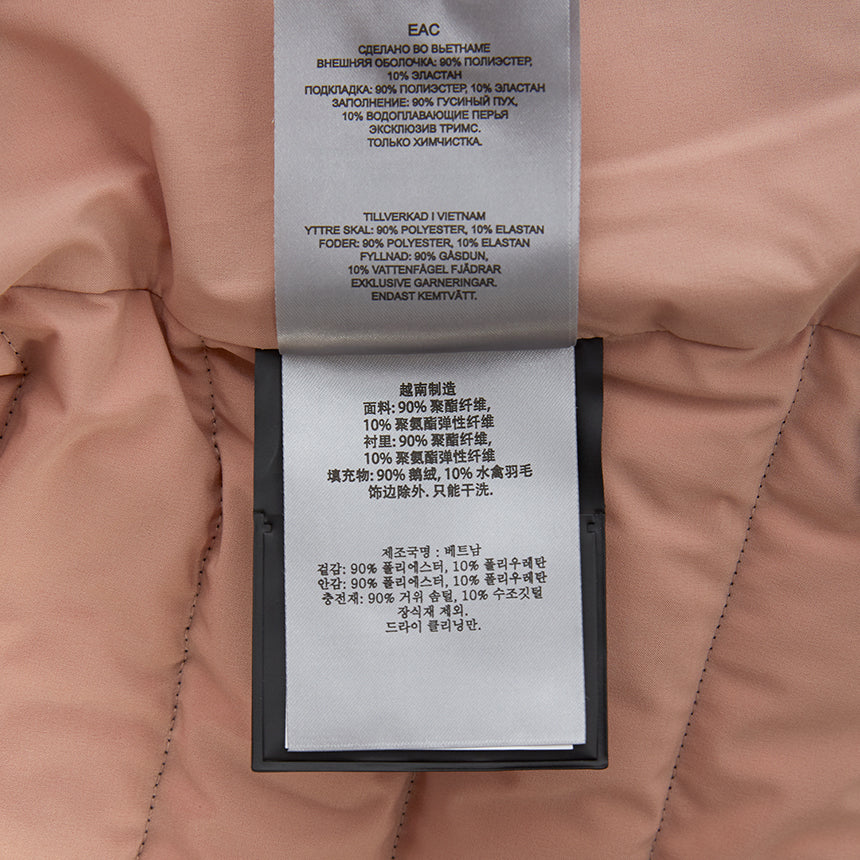 EAC
СДЕЛАНО ВО ВЬЕТНАМЕ
ВНЕШНЯЯ ОБОЛОЧКА: 90% ПОЛИЭСТЕР,
10% ЭЛАСТАН
ПОДКЛАДКА: 90% ПОЛИЭСТЕР, 10% ЭЛАСТАН
ЗАПОЛНЕНИЕ: 90% ГУСИНЫЙ ПУХ,
10% ВОДОПЛАВАЮЩИЕ ПЕРЬЯ
ЭКСКЛЮЗИВ ТРИМС.
ТОЛЬКО ХИМЧИСТКА.
TILLVERKAD I VIETNAM
YTTRE SKAL: 90% POLYESTER, 10% ELASTAN
FODER: 90% POLYESTER, 10% ELASTAN
FYLLNAD: 90% GÅSDUN,
10% VATTENFÅGEL FJÄDRAR
EXKLUSIVE GARNERINGAR.
ENDAST KEMTVÄTT.
越南制造
面料: 90% 聚酯纤维,
10% 聚氨酯弹性纤维
衬里: 90% 聚酯纤维,
10% 聚氨酯弹性纤维
填充物: 90% 鹅绒, 10% 水禽羽毛
饰边除外. 只能干洗.
제조국명 : 베트남
겉감: 90% 폴리에스터, 10% 폴리우레탄
안감: 90% 폴리에스터, 10% 폴리우레탄
충전재: 90% 거위 솜털, 10% 수조깃털
장식재 제외.
드라이 클리닝만.